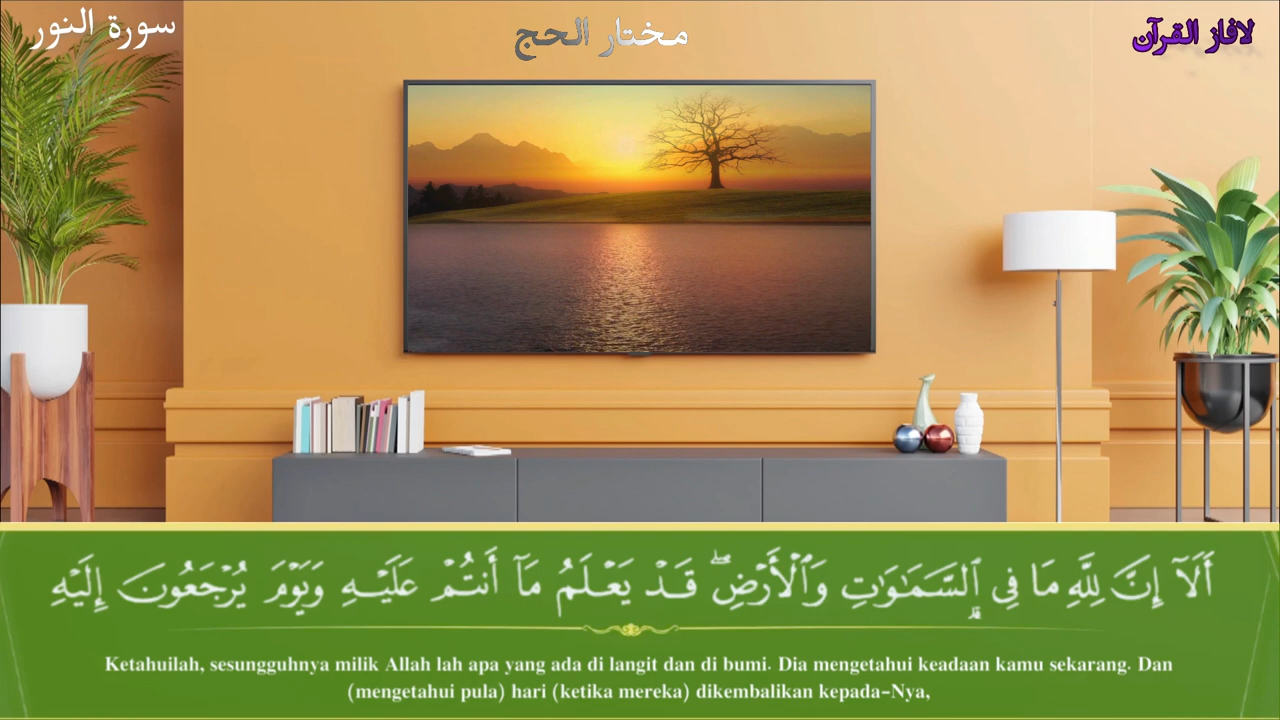 سورة النور
مختار الحج
لافاز القرآن
أَلَآ إِنَّ لِلَّهِ مَا فِى ٱلسَّمَـٰوَٰتِ وَٱلْأَرْضِ ۖ قَدْ يَعْلَمُ مَآ أَنتُمْ عَلَيْهِ وَيَوْمَ يُرْجَعُونَ إِلَيْهِ
Ketahuilah, sesungguhnya milik Allah lah apa yang ada di langit dan di bumi. Dia mengetahui keadaan kamu sekarang. Dan
(mengetahui pula) hari (ketika mereka) dikembalikan kepada-Nya,